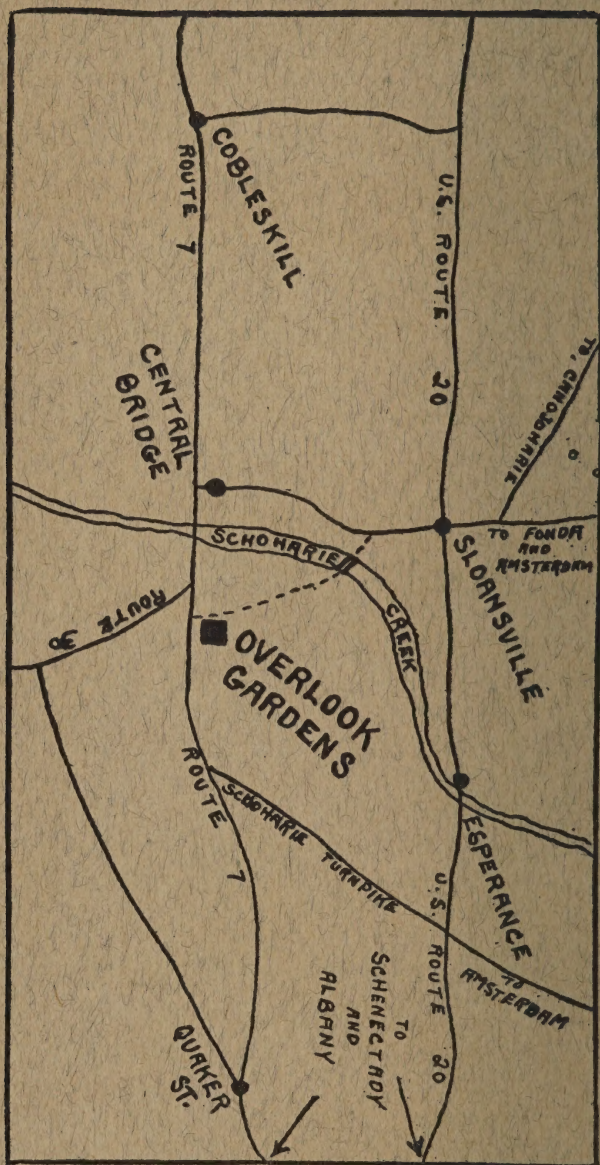 COBLESKILL
ROUTE 7
U.S. ROUTE 20
TO, CANAJOHARIE
CENTRAL
BRIDGE
SCHOHARIE
CREEK
TO FONDA
AND
AMSTERDAM
SLOANSVILLE
ROUTE 30
OVERLOOK
GARDENS
ROUTE 7
SCHOHARIE TURNPIKE
ESPERANCE
U.S. ROUTE 20
TO
AMSTERDAM
TO
SCHENECTADY
AND
ALBANY
QUAKER
ST.